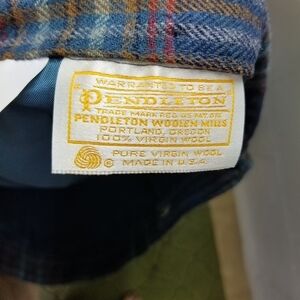 WARRANTED TO BE A
PENDLETON
TRADE MARK REG. U.S. PAT. OFF.
PENDLETON WOOLEN MILLS
PORTLAND, OREGON
100% VIRGIN WOOL
PURE VIRGIN WOOL
© MADE IN U.S.A.